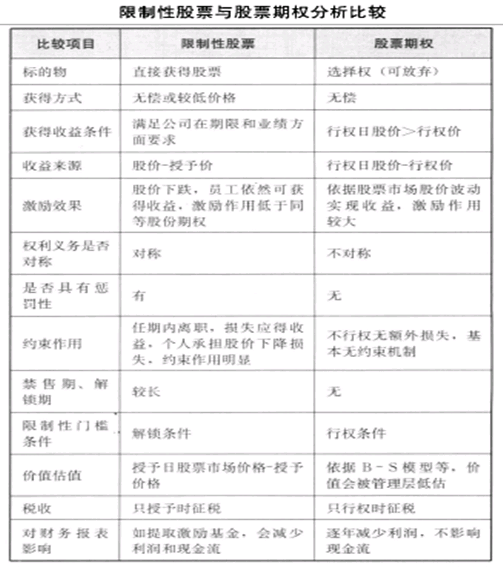 限制性股票与股票期权分析比较
比较项目 限制性股票 股票期权
标的物 直接获得股票 选择权（可放弃）
获得方式 无偿或较低价格 无偿
获得收益条件 满足公司在期限和业绩方面要求 行权日股价＞行权价
收益来源 股价-授予价 行权日股价-行权价
激励效果 股价下跌，员工依然可获得收益，激励作用低于同等股份期权 依据股票市场股价波动实现收益，激励作用较大
权利义务是否对称 对称 不对称
是否具有惩罚性 有 无
约束作用 任期内离职，损失应得收益，个人承担股价下降损失，约束作用明显 不行权无额外损失，基本无约束机制
禁售期、解锁期 较长 无
限制性门槛条件 解锁条件 行权条件
价值估值 授予日股票市场价格-授予价格 依据B-S模型等，价值会被管理层低估
税收 只授予时征税 只行权时征税
对财务报表影响 如提取激励基金，会减少利润和现金流 逐年减少利润，不影响现金流